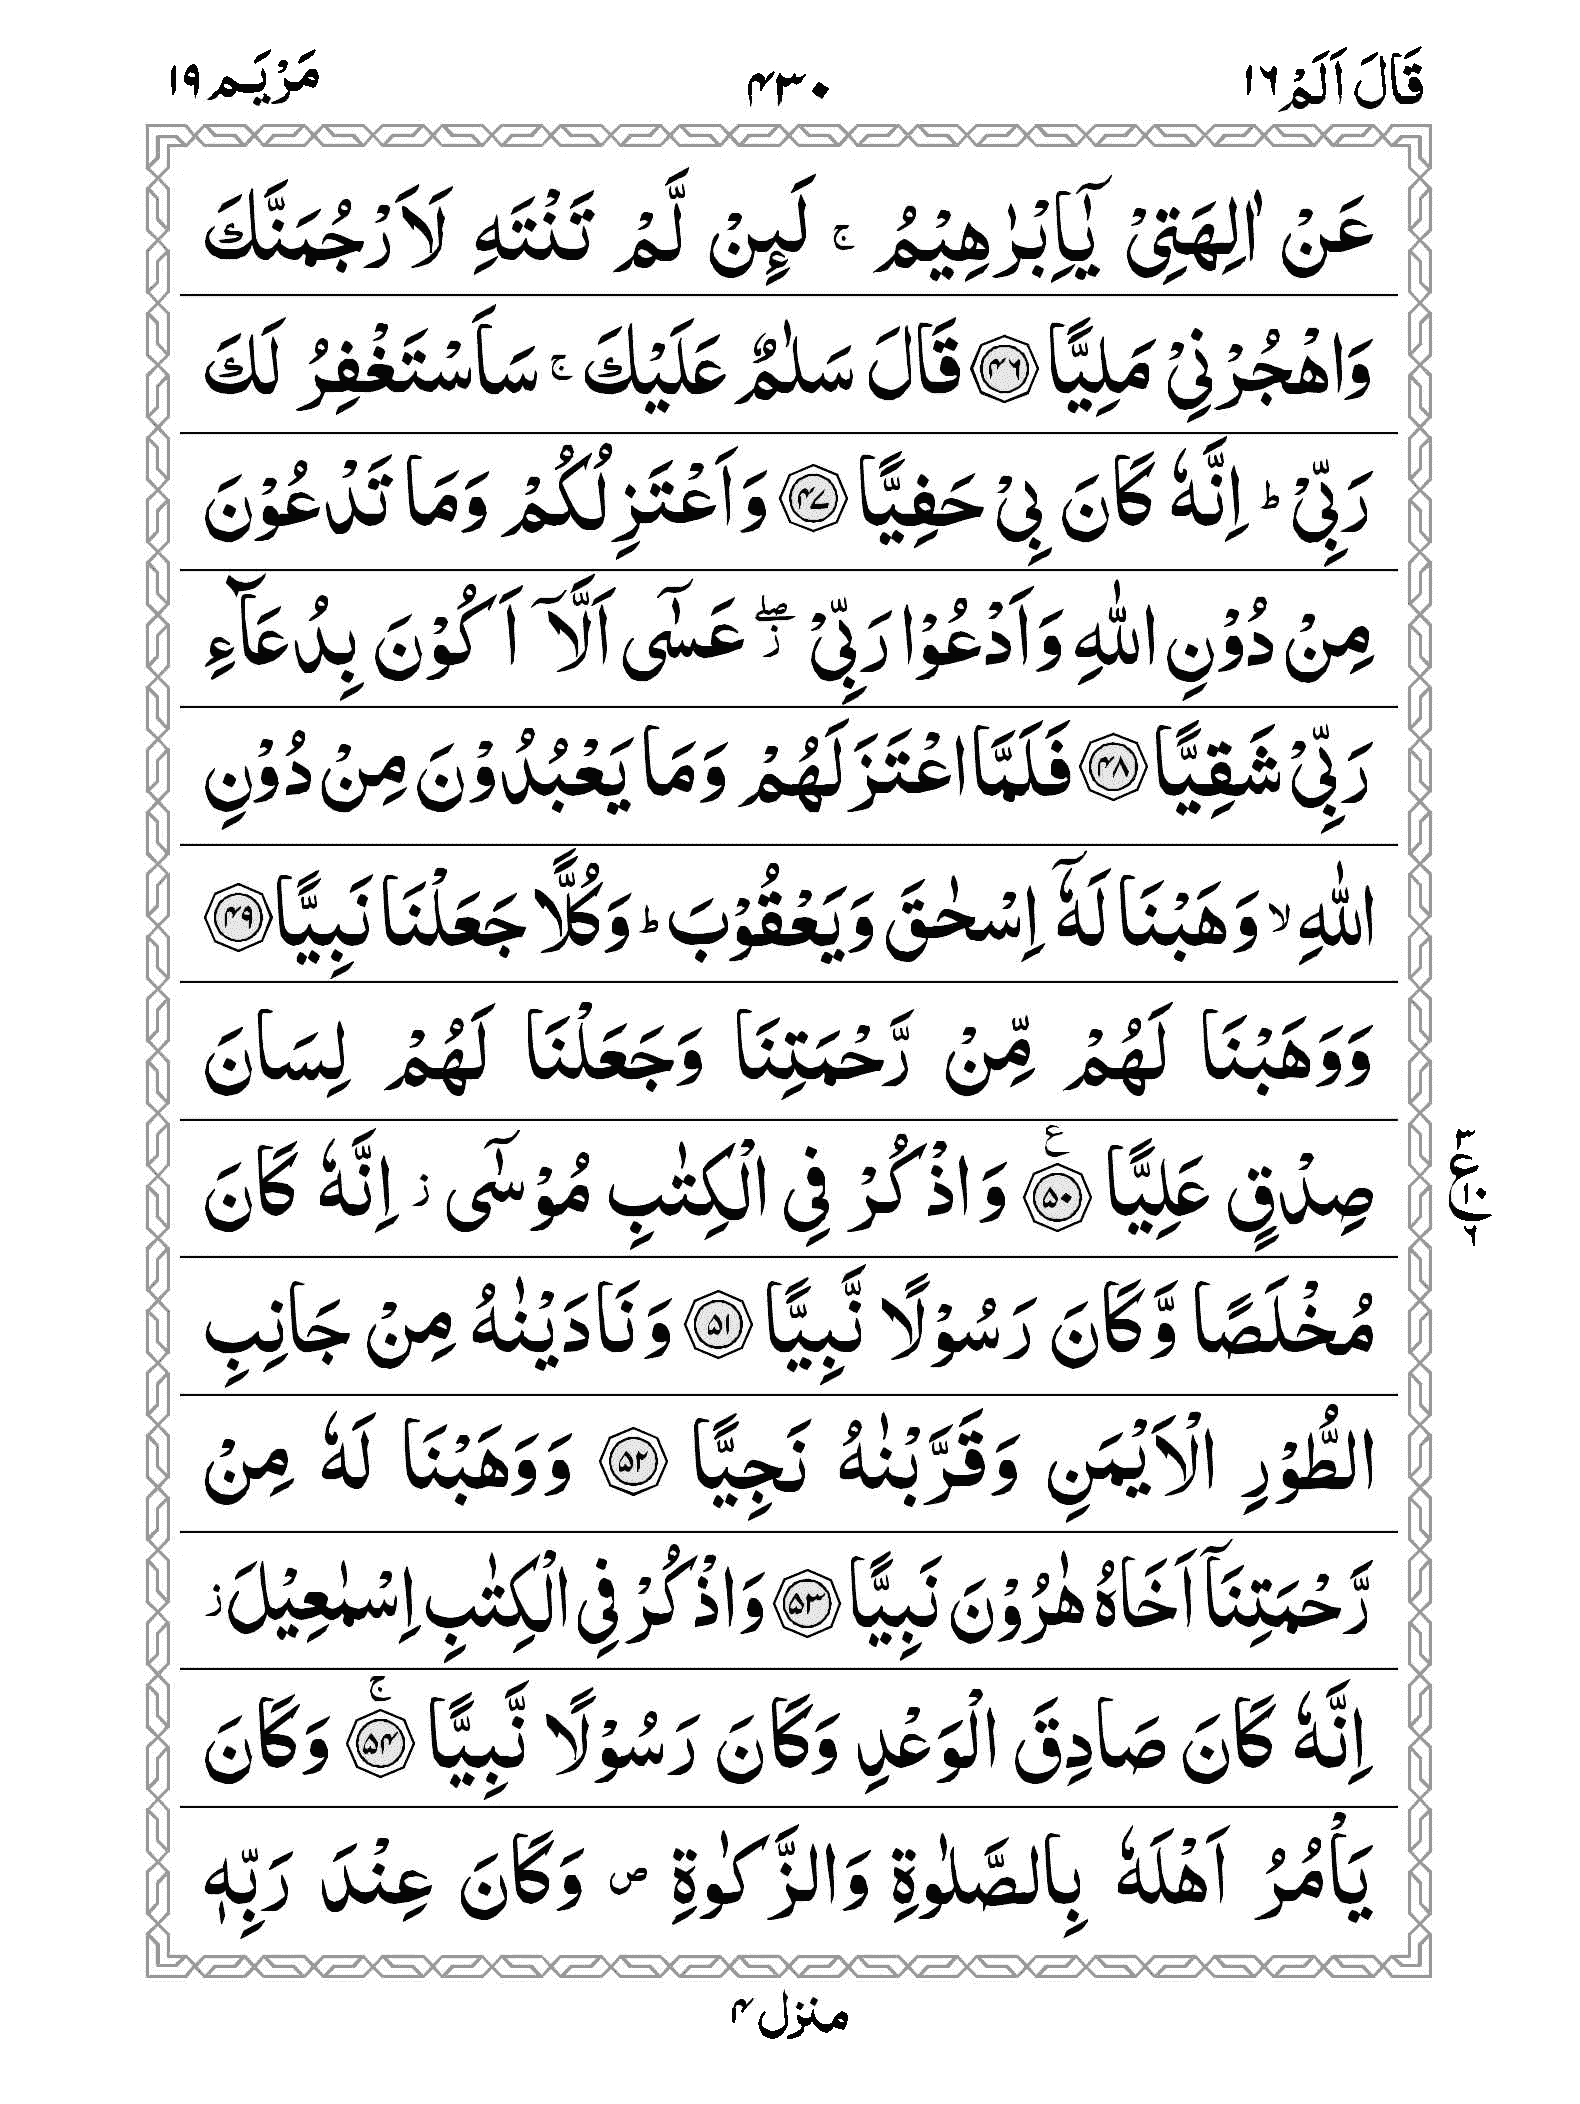 قَالَ اَلَمْ ١٦ ۴۳۰ مَرْيَم ١٩
عَنْ اٰلِهَتِيْ يٰۤاِبْرٰهِيْمُ ۚ لَىِٕنْ لَّمْ تَنْتَهِ لَاَرْجُمَنَّكَ
وَاهْجُرْنِيْ مَلِيًّا ﴿۴۶﴾ قَالَ سَلٰمٌ عَلَيْكَ ۚ سَاَسْتَغْفِرُ لَكَ
رَبِّيْ ؕ اِنَّهٗ كَانَ بِيْ حَفِيًّا ﴿۴۷﴾ وَاَعْتَزِلُكُمْ وَمَا تَدْعُوْنَ
مِنْ دُوْنِ اللّٰهِ وَاَدْعُوْا رَبِّيْ ۖؗ عَسٰۤى اَلَّاۤ اَكُوْنَ بِدُعَآءِ
رَبِّيْ شَقِيًّا ﴿۴۸﴾ فَلَمَّا اعْتَزَلَهُمْ وَمَا يَعْبُدُوْنَ مِنْ دُوْنِ
اللّٰهِ ۙ وَهَبْنَا لَهٗۤ اِسْحٰقَ وَيَعْقُوْبَ ؕ وَكُلًّا جَعَلْنَا نَبِيًّا ﴿۴۹﴾
وَوَهَبْنَا لَهُمْ مِّنْ رَّحْمَتِنَا وَجَعَلْنَا لَهُمْ لِسَانَ
صِدْقٍ عَلِيًّا ﴿۵۰﴾ ع وَاذْكُرْ فِي الْكِتٰبِ مُوْسٰۤى ؗ اِنَّهٗ كَانَ
۳ ع ۱۰ ۶
مُخْلَصًا وَّكَانَ رَسُوْلًا نَّبِيًّا ﴿۵۱﴾ وَنَادَيْنٰهُ مِنْ جَانِبِ
الطُّوْرِ الْاَيْمَنِ وَقَرَّبْنٰهُ نَجِيًّا ﴿۵۲﴾ وَوَهَبْنَا لَهٗ مِنْ
رَّحْمَتِنَاۤ اَخَاهُ هٰرُوْنَ نَبِيًّا ﴿۵۳﴾ وَاذْكُرْ فِي الْكِتٰبِ اِسْمٰعِيْلَ ؗ
اِنَّهٗ كَانَ صَادِقَ الْوَعْدِ وَكَانَ رَسُوْلًا نَّبِيًّا ﴿۵۴﴾ ۚ وَكَانَ
يَاْمُرُ اَهْلَهٗ بِالصَّلٰوةِ وَالزَّكٰوةِ ۪ وَكَانَ عِنْدَ رَبِّهٖ
منزل ۴